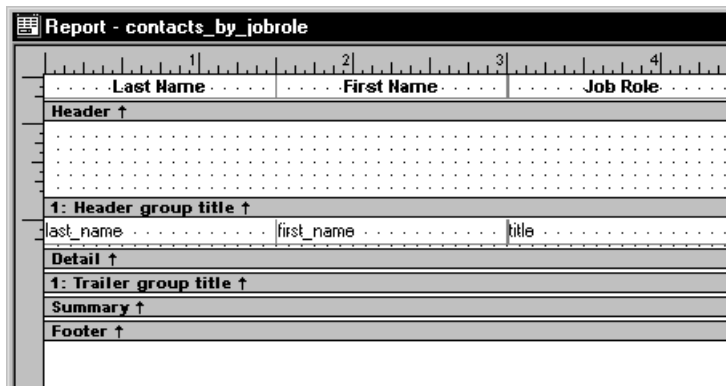 Report - contacts_by_jobrole
1 2 3 4
Last Name First Name Job Role
Header ↑
1: Header group title ↑
last_name first_name title
Detail ↑
1: Trailer group title ↑
Summary ↑
Footer ↑